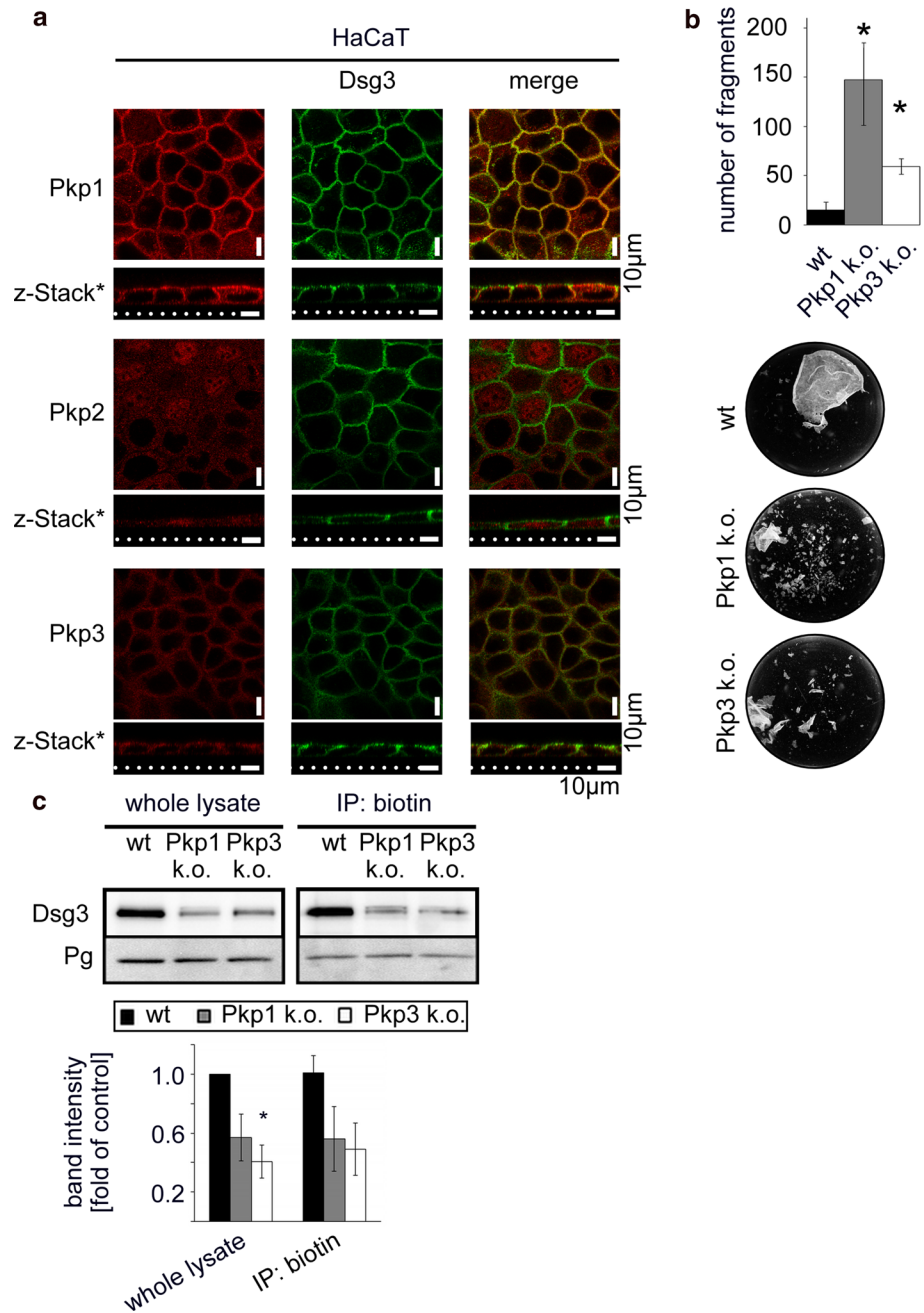 a
HaCaT
Dsg3
merge
Pkp1
10µm
z-Stack*
Pkp2
10µm
z-Stack*
Pkp3
10µm
z-Stack*
10µm
b
number of fragments
200
*
150
*
100
50
0
wt
Pkp1 k.o.
Pkp3 k.o.
wt
Pkp1 k.o.
Pkp3 k.o.
c
whole lysate
IP: biotin
wt Pkp1 Pkp3
k.o. k.o.
wt Pkp1 Pkp3
k.o. k.o.
Dsg3
Pg
wt Pkp1 k.o. Pkp3 k.o.
band intensity
[fold of control]
1.0
0.6
0.2
*
whole lysate
IP: biotin